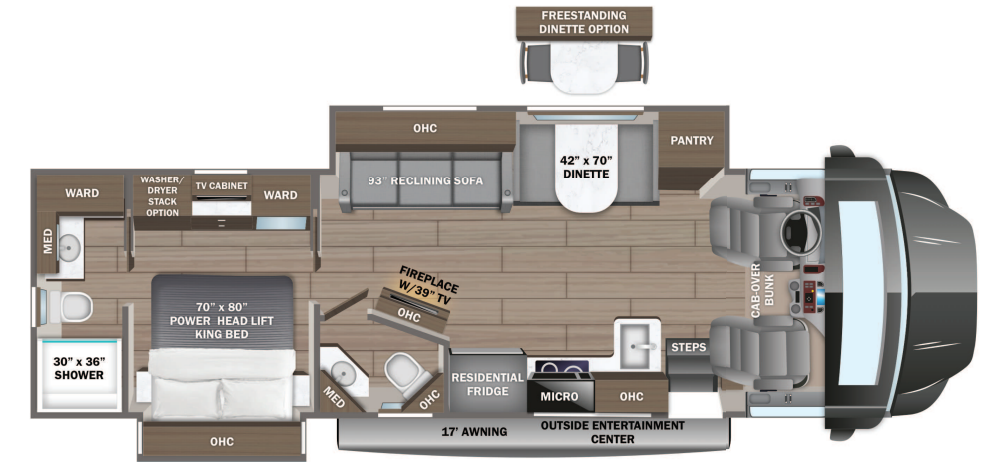 FREESTANDING
DINETTE OPTION
OHC
PANTRY
42" x 70"
DINETTE
93" RECLINING SOFA
WARD
WASHER/
DRYER
STACK
OPTION
TV CABINET
WARD
MED
CAB-OVER
BUNK
FIREPLACE
W/39" TV
OHC
70" x 80"
POWER HEAD LIFT
KING BED
30" x 36"
SHOWER
STEPS
RESIDENTIAL
FRIDGE
MICRO
OHC
MED
OHC
OHC
17' AWNING
OUTSIDE ENTERTAINMENT
CENTER